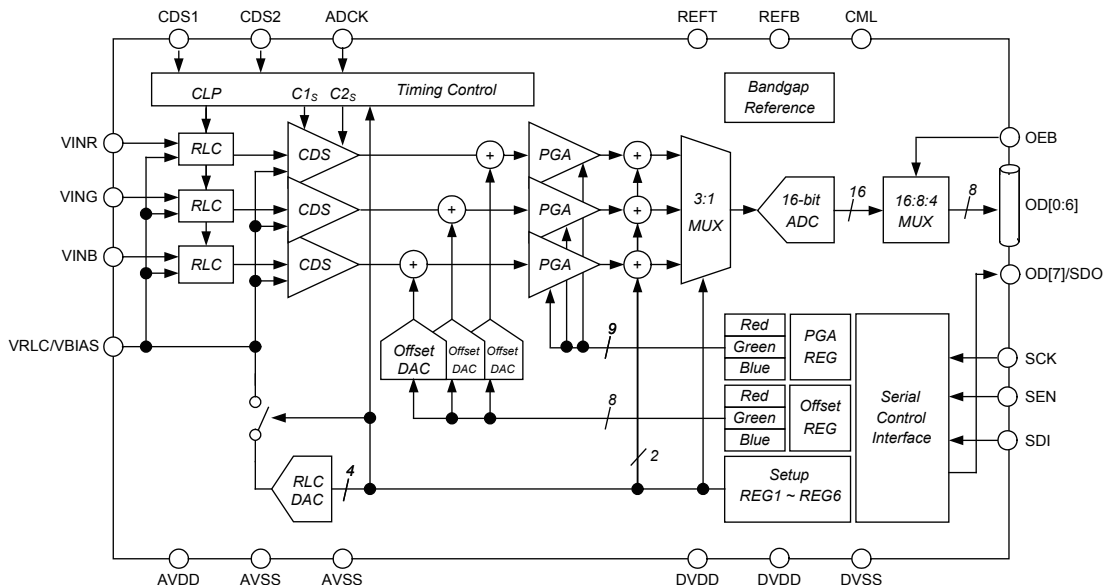 CDS1 CDS2 ADCK REFT REFB CML
CLP C1S C2S Timing Control
Bandgap
Reference
VINR
RLC
CDS
+
PGA
+
OEB
VING
RLC
CDS
+
PGA
+
3:1
MUX
16-bit
ADC
16
16:8:4
MUX
8
OD[0:6]
VINB
RLC
CDS
+
PGA
+
OD[7]/SDO
VRLC/VBIAS
Offset
DAC
Offset
DAC
Offset
DAC
9
Red
Green
Blue
PGA
REG
SCK
8
Red
Green
Blue
Offset
REG
Serial
Control
Interface
SEN
SDI
RLC
DAC
4
2
Setup
REG1 ~ REG6
AVDD AVSS AVSS DVDD DVDD DVSS